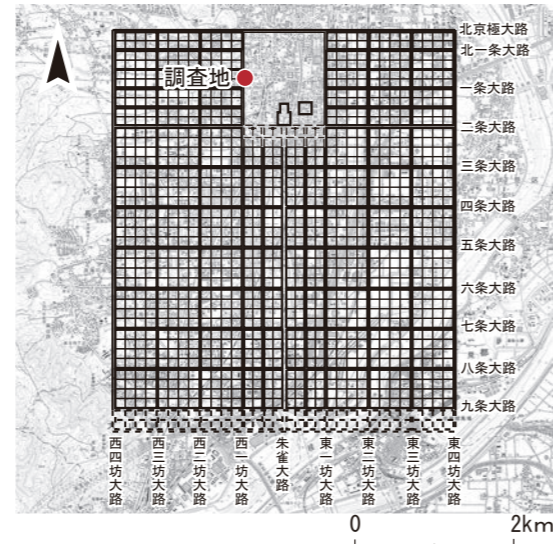 北京極大路
北一条大路
調査地
一条大路
二条大路
三条大路
四条大路
五条大路
六条大路
七条大路
八条大路
九条大路
西四坊大路
西三坊大路
西二坊大路
西一坊大路
朱雀大路
東一坊大路
東二坊大路
東三坊大路
東四坊大路
0 2km